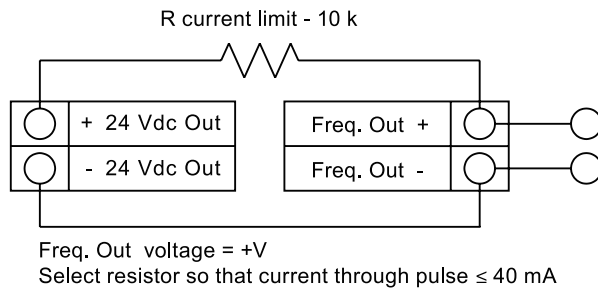 R current limit - 10 k
+ 24 Vdc Out
Freq. Out +
- 24 Vdc Out
Freq. Out -
Freq. Out voltage = +V
Select resistor so that current through pulse ≤ 40 mA